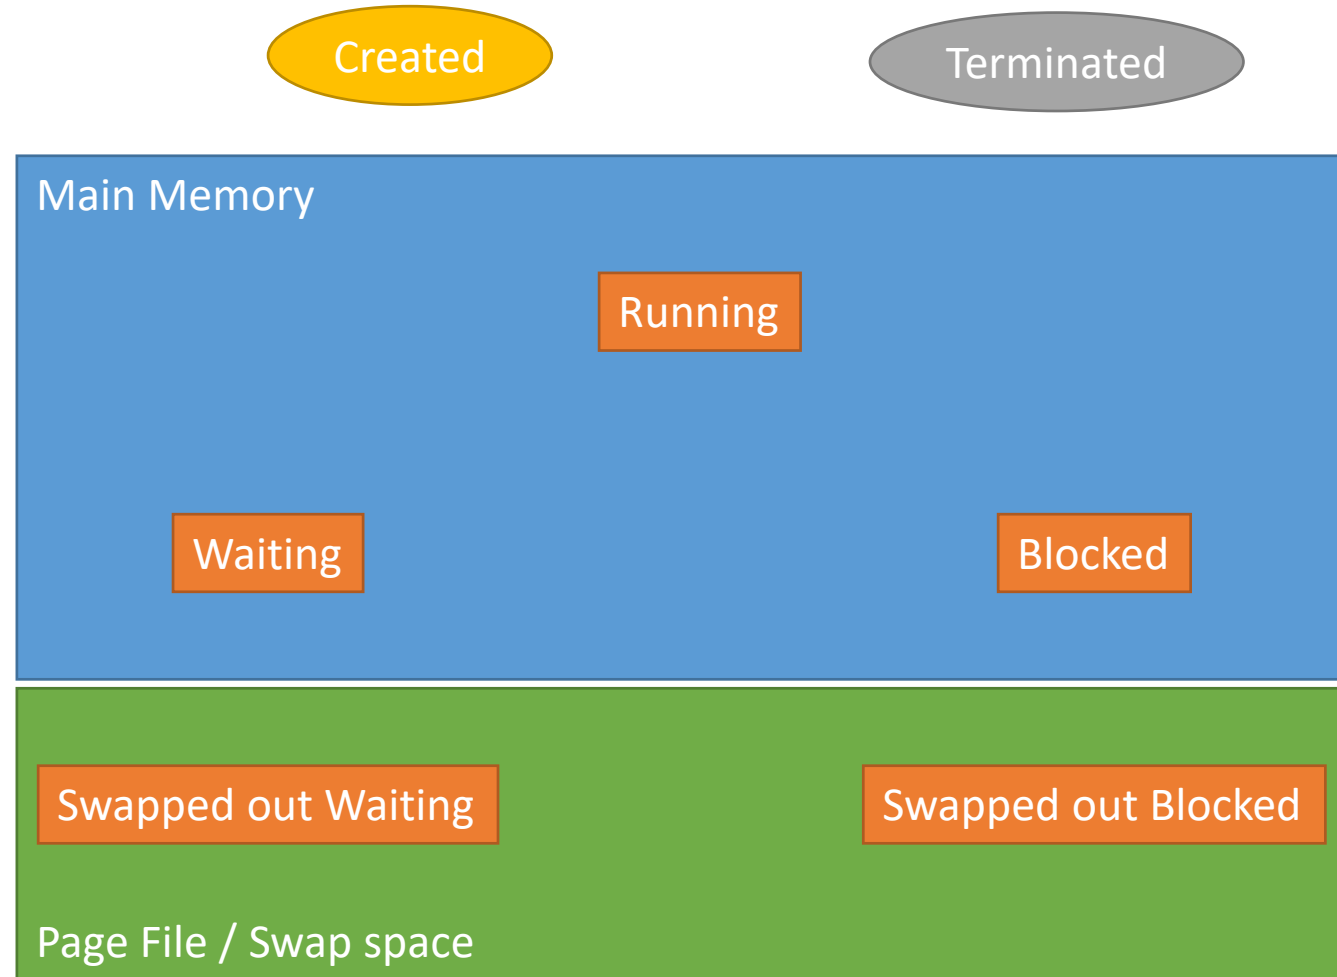 Created
Terminated
Main Memory
Running
Waiting
Blocked
Swapped out Waiting
Swapped out Blocked
Page File / Swap space